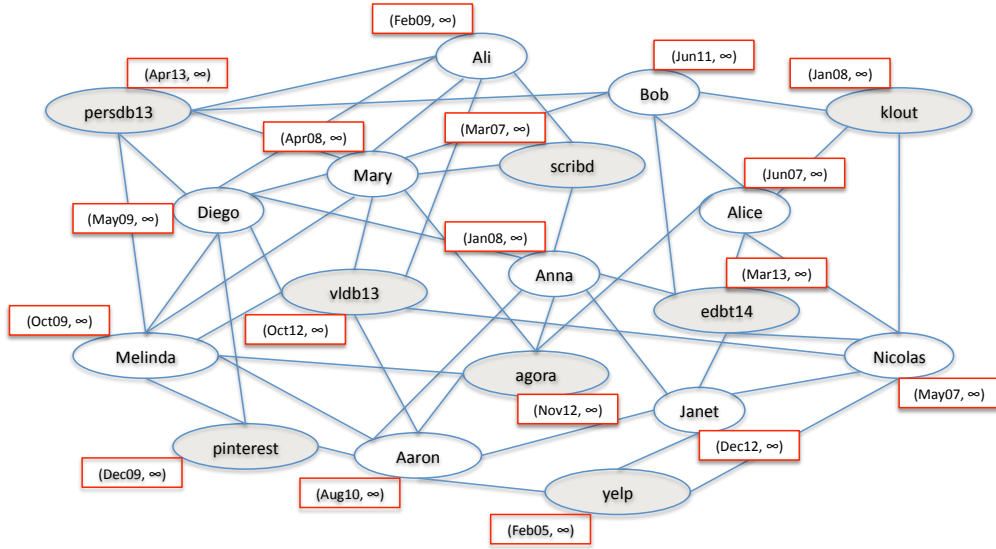 (Feb09, ∞)
Ali
(Jun11, ∞)
(Apr13, ∞)
(Jan08, ∞)
Bob
persdb13
klout
(Apr08, ∞)
(Mar07, ∞)
Mary
scribd
(Jun07, ∞)
(May09, ∞)
Diego
Alice
(Jan08, ∞)
Anna
(Mar13, ∞)
vldb13
edbt14
(Oct09, ∞)
(Oct12, ∞)
Melinda
Nicolas
agora
(May07, ∞)
(Nov12, ∞)
Janet
pinterest
(Dec12, ∞)
Aaron
(Dec09, ∞)
(Aug10, ∞)
yelp
(Feb05, ∞)